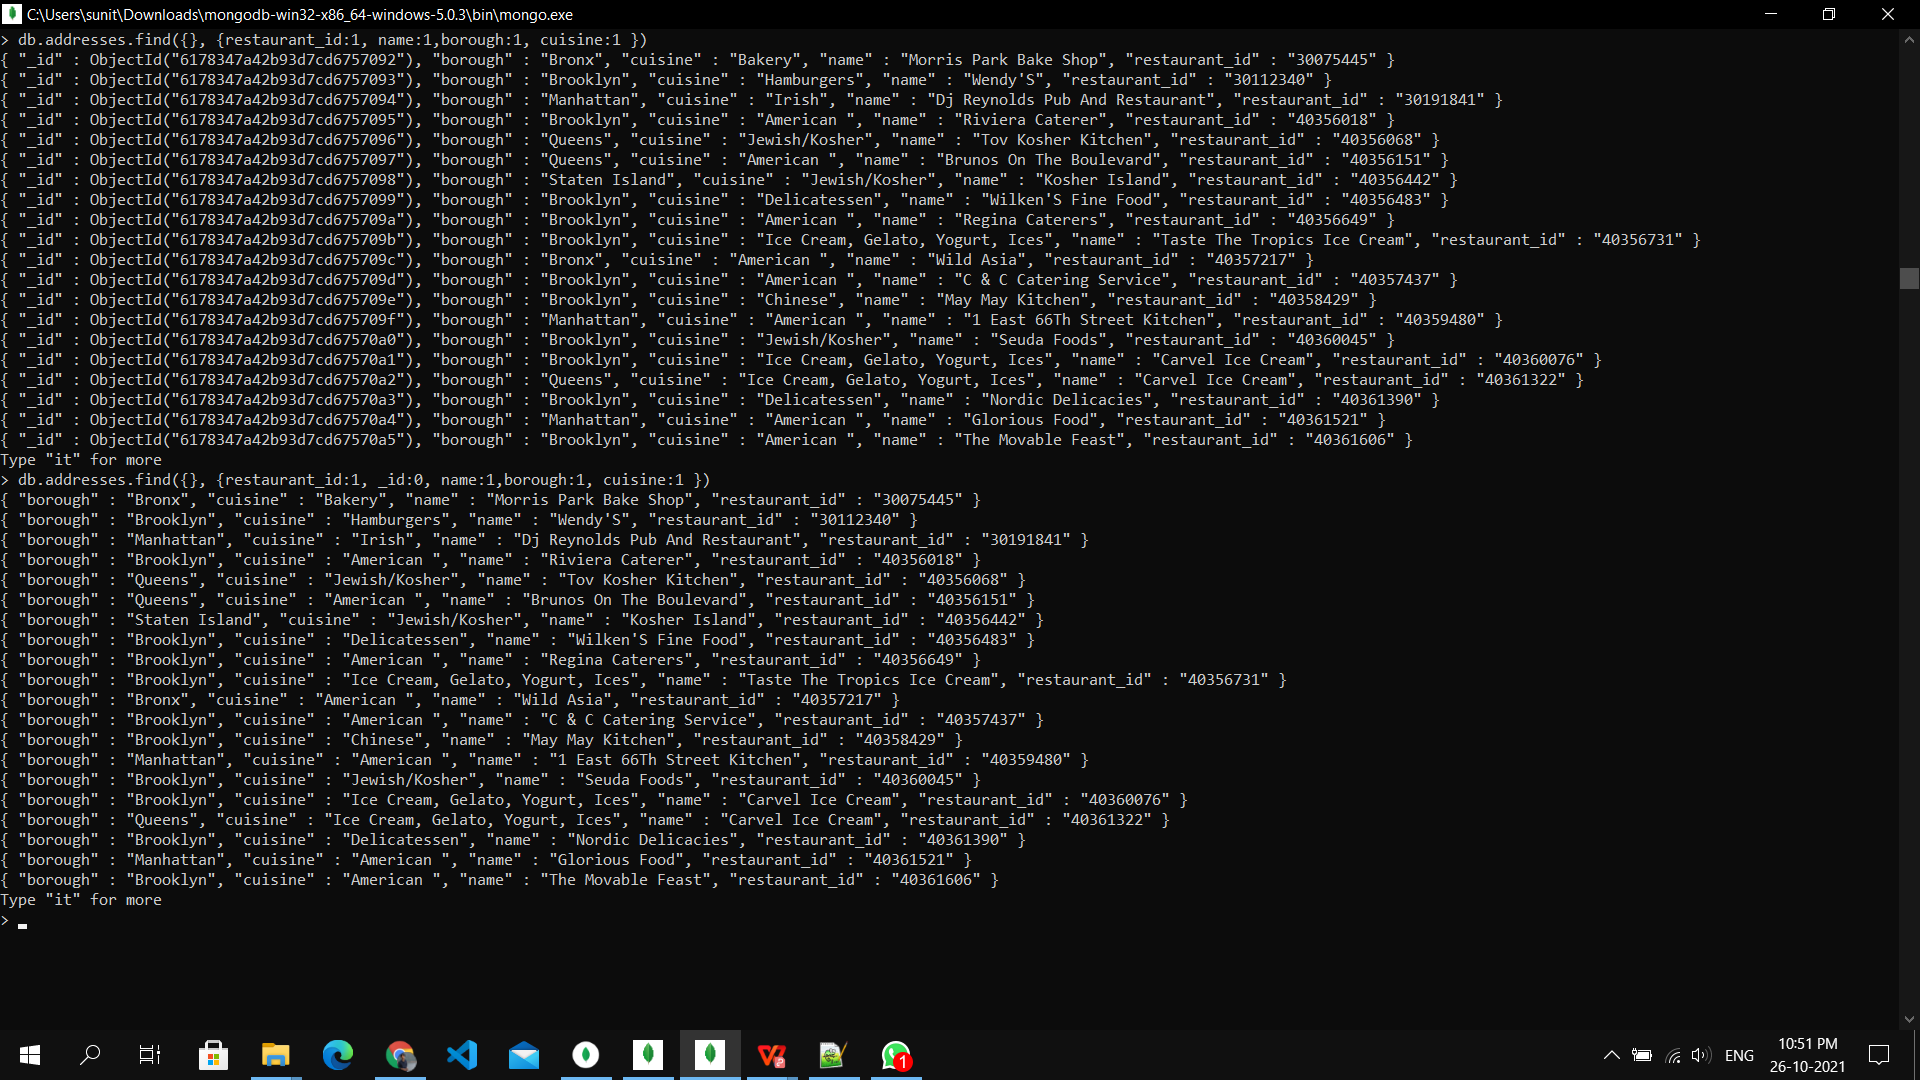 C:\Users\sunit\Downloads\mongodb-win32-x86_64-windows-5.0.3\bin\mongo.exe
> db.addresses.find({}, {restaurant_id:1, name:1,borough:1, cuisine:1 })
{ "_id" : ObjectId("6178347a42b93d7cd6757092"), "borough" : "Bronx", "cuisine" : "Bakery", "name" : "Morris Park Bake Shop", "restaurant_id" : "30075445" }
{ "_id" : ObjectId("6178347a42b93d7cd6757093"), "borough" : "Brooklyn", "cuisine" : "Hamburgers", "name" : "Wendy'S", "restaurant_id" : "30112340" }
{ "_id" : ObjectId("6178347a42b93d7cd6757094"), "borough" : "Manhattan", "cuisine" : "Irish", "name" : "Dj Reynolds Pub And Restaurant", "restaurant_id" : "30191841" }
{ "_id" : ObjectId("6178347a42b93d7cd6757095"), "borough" : "Brooklyn", "cuisine" : "American ", "name" : "Riviera Caterer", "restaurant_id" : "40356018" }
{ "_id" : ObjectId("6178347a42b93d7cd6757096"), "borough" : "Queens", "cuisine" : "Jewish/Kosher", "name" : "Tov Kosher Kitchen", "restaurant_id" : "40356068" }
{ "_id" : ObjectId("6178347a42b93d7cd6757097"), "borough" : "Queens", "cuisine" : "American ", "name" : "Brunos On The Boulevard", "restaurant_id" : "40356151" }
{ "_id" : ObjectId("6178347a42b93d7cd6757098"), "borough" : "Staten Island", "cuisine" : "Jewish/Kosher", "name" : "Kosher Island", "restaurant_id" : "40356442" }
{ "_id" : ObjectId("6178347a42b93d7cd6757099"), "borough" : "Brooklyn", "cuisine" : "Delicatessen", "name" : "Wilken'S Fine Food", "restaurant_id" : "40356483" }
{ "_id" : ObjectId("6178347a42b93d7cd675709a"), "borough" : "Brooklyn", "cuisine" : "American ", "name" : "Regina Caterers", "restaurant_id" : "40356649" }
{ "_id" : ObjectId("6178347a42b93d7cd675709b"), "borough" : "Brooklyn", "cuisine" : "Ice Cream, Gelato, Yogurt, Ices", "name" : "Taste The Tropics Ice Cream", "restaurant_id" : "40356731" }
{ "_id" : ObjectId("6178347a42b93d7cd675709c"), "borough" : "Bronx", "cuisine" : "American ", "name" : "Wild Asia", "restaurant_id" : "40357217" }
{ "_id" : ObjectId("6178347a42b93d7cd675709d"), "borough" : "Brooklyn", "cuisine" : "American ", "name" : "C & C Catering Service", "restaurant_id" : "40357437" }
{ "_id" : ObjectId("6178347a42b93d7cd675709e"), "borough" : "Brooklyn", "cuisine" : "Chinese", "name" : "May May Kitchen", "restaurant_id" : "40358429" }
{ "_id" : ObjectId("6178347a42b93d7cd675709f"), "borough" : "Manhattan", "cuisine" : "American ", "name" : "1 East 66Th Street Kitchen", "restaurant_id" : "40359480" }
{ "_id" : ObjectId("6178347a42b93d7cd67570a0"), "borough" : "Brooklyn", "cuisine" : "Jewish/Kosher", "name" : "Seuda Foods", "restaurant_id" : "40360045" }
{ "_id" : ObjectId("6178347a42b93d7cd67570a1"), "borough" : "Brooklyn", "cuisine" : "Ice Cream, Gelato, Yogurt, Ices", "name" : "Carvel Ice Cream", "restaurant_id" : "40360076" }
{ "_id" : ObjectId("6178347a42b93d7cd67570a2"), "borough" : "Queens", "cuisine" : "Ice Cream, Gelato, Yogurt, Ices", "name" : "Carvel Ice Cream", "restaurant_id" : "40361322" }
{ "_id" : ObjectId("6178347a42b93d7cd67570a3"), "borough" : "Brooklyn", "cuisine" : "Delicatessen", "name" : "Nordic Delicacies", "restaurant_id" : "40361390" }
{ "_id" : ObjectId("6178347a42b93d7cd67570a4"), "borough" : "Manhattan", "cuisine" : "American ", "name" : "Glorious Food", "restaurant_id" : "40361521" }
{ "_id" : ObjectId("6178347a42b93d7cd67570a5"), "borough" : "Brooklyn", "cuisine" : "American ", "name" : "The Movable Feast", "restaurant_id" : "40361606" }
Type "it" for more
> db.addresses.find({}, {restaurant_id:1, _id:0, name:1,borough:1, cuisine:1 })
{ "borough" : "Bronx", "cuisine" : "Bakery", "name" : "Morris Park Bake Shop", "restaurant_id" : "30075445" }
{ "borough" : "Brooklyn", "cuisine" : "Hamburgers", "name" : "Wendy'S", "restaurant_id" : "30112340" }
{ "borough" : "Manhattan", "cuisine" : "Irish", "name" : "Dj Reynolds Pub And Restaurant", "restaurant_id" : "30191841" }
{ "borough" : "Brooklyn", "cuisine" : "American ", "name" : "Riviera Caterer", "restaurant_id" : "40356018" }
{ "borough" : "Queens", "cuisine" : "Jewish/Kosher", "name" : "Tov Kosher Kitchen", "restaurant_id" : "40356068" }
{ "borough" : "Queens", "cuisine" : "American ", "name" : "Brunos On The Boulevard", "restaurant_id" : "40356151" }
{ "borough" : "Staten Island", "cuisine" : "Jewish/Kosher", "name" : "Kosher Island", "restaurant_id" : "40356442" }
{ "borough" : "Brooklyn", "cuisine" : "Delicatessen", "name" : "Wilken'S Fine Food", "restaurant_id" : "40356483" }
{ "borough" : "Brooklyn", "cuisine" : "American ", "name" : "Regina Caterers", "restaurant_id" : "40356649" }
{ "borough" : "Brooklyn", "cuisine" : "Ice Cream, Gelato, Yogurt, Ices", "name" : "Taste The Tropics Ice Cream", "restaurant_id" : "40356731" }
{ "borough" : "Bronx", "cuisine" : "American ", "name" : "Wild Asia", "restaurant_id" : "40357217" }
{ "borough" : "Brooklyn", "cuisine" : "American ", "name" : "C & C Catering Service", "restaurant_id" : "40357437" }
{ "borough" : "Brooklyn", "cuisine" : "Chinese", "name" : "May May Kitchen", "restaurant_id" : "40358429" }
{ "borough" : "Manhattan", "cuisine" : "American ", "name" : "1 East 66Th Street Kitchen", "restaurant_id" : "40359480" }
{ "borough" : "Brooklyn", "cuisine" : "Jewish/Kosher", "name" : "Seuda Foods", "restaurant_id" : "40360045" }
{ "borough" : "Brooklyn", "cuisine" : "Ice Cream, Gelato, Yogurt, Ices", "name" : "Carvel Ice Cream", "restaurant_id" : "40360076" }
{ "borough" : "Queens", "cuisine" : "Ice Cream, Gelato, Yogurt, Ices", "name" : "Carvel Ice Cream", "restaurant_id" : "40361322" }
{ "borough" : "Brooklyn", "cuisine" : "Delicatessen", "name" : "Nordic Delicacies", "restaurant_id" : "40361390" }
{ "borough" : "Manhattan", "cuisine" : "American ", "name" : "Glorious Food", "restaurant_id" : "40361521" }
{ "borough" : "Brooklyn", "cuisine" : "American ", "name" : "The Movable Feast", "restaurant_id" : "40361606" }
Type "it" for more
>
1
ENG
10:51 PM
26-10-2021